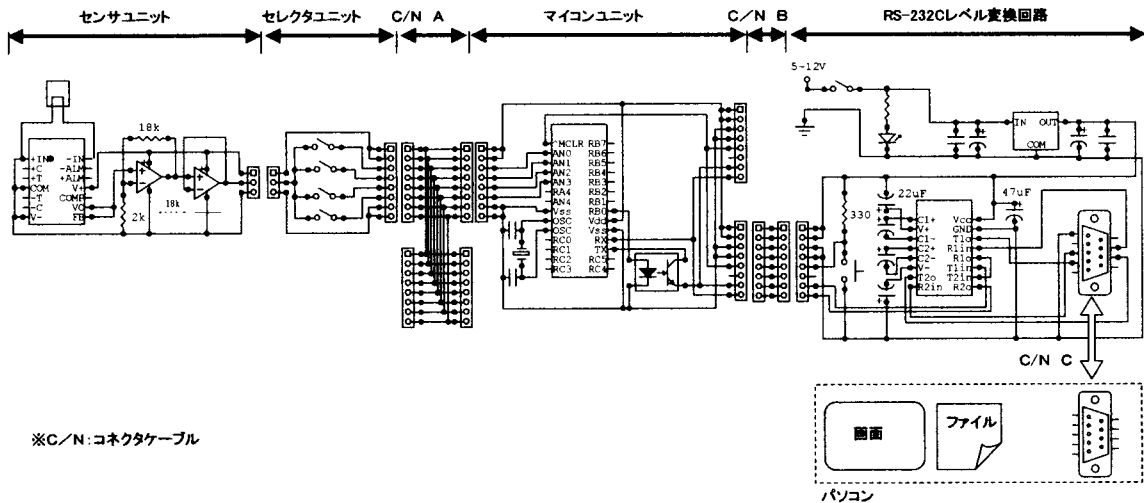 センサユニット
セレクタユニット
C/N A
マイコンユニット
C/N B
RS-232Cレベル変換回路
5-12V
18k
+IN -IN
+C -ALM
+T +ALM
COM V+
-T COMP
-C VO
V- FB
2k
18k
MCLR RB7
AN0 RB6
AN1 RB5
AN2 RB4
AN3 RB3
RA4 RB2
AN4 RB1
Vss RB0
OSC Vdd
OSC Vss
RC0 RX
RC1 TX
RC2 RC5
RC3 RC4
IN OUT
COM
330
22uF
47uF
C1+ Vcc
V+ GND
C1- T1o
C2+ R1in
C2- R1o
V- T1in
T2o T2in
R2in R2o
C/N C
画面
ファイル
パソコン
※C/N:コネクタケーブル